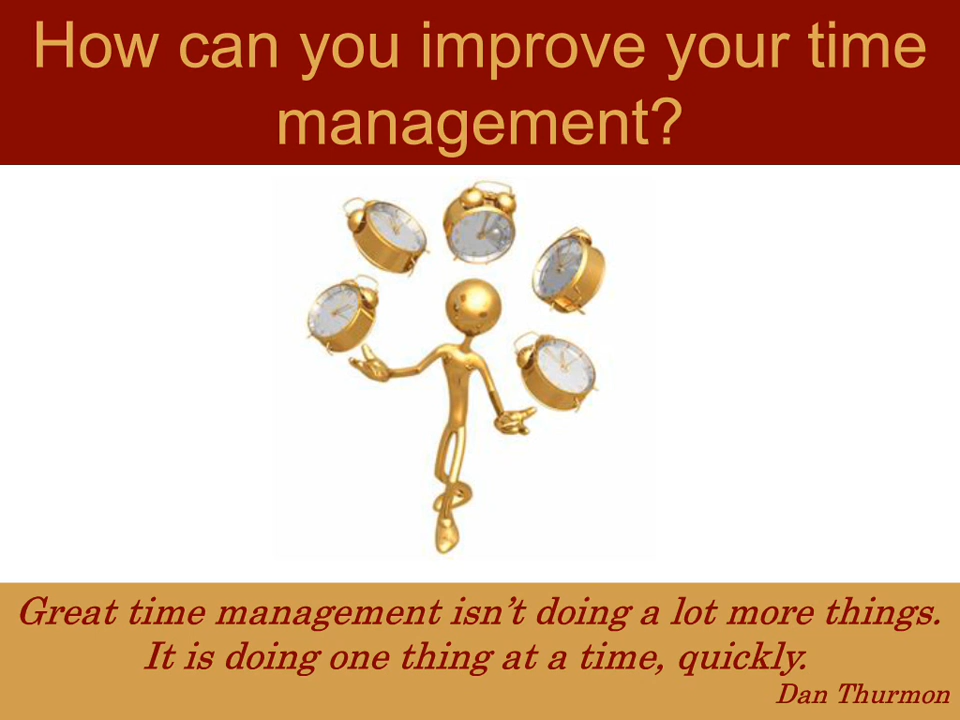 How can you improve your time
management?
Great time management isn’t doing a lot more things.
It is doing one thing at a time, quickly.
Dan Thurmon